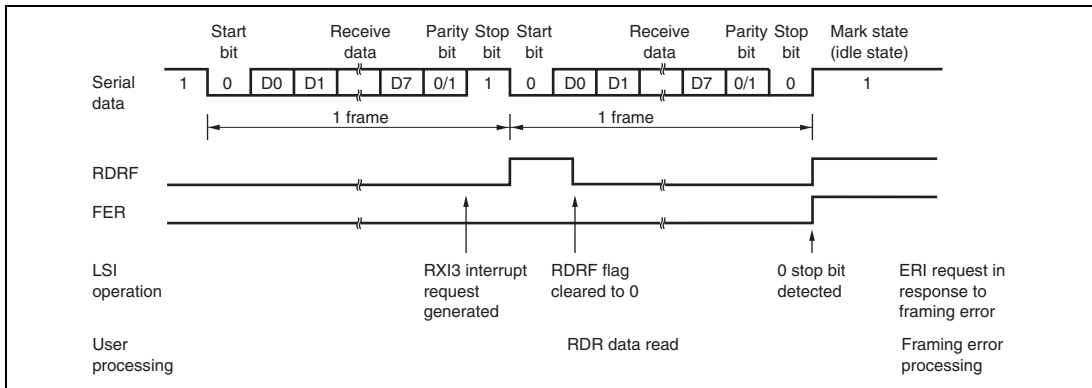 Start bit
Receive data
Parity bit
Stop bit
Start bit
Receive data
Parity bit
Stop bit
Mark state (idle state)
Serial data
1 0 D0 D1 D7 0/1 1 0 D0 D1 D7 0/1 0 1
1 frame 1 frame
RDRF
FER
LSI operation
RXI3 interrupt request generated
RDRF flag cleared to 0
0 stop bit detected
ERI request in response to framing error
User processing
RDR data read
Framing error processing